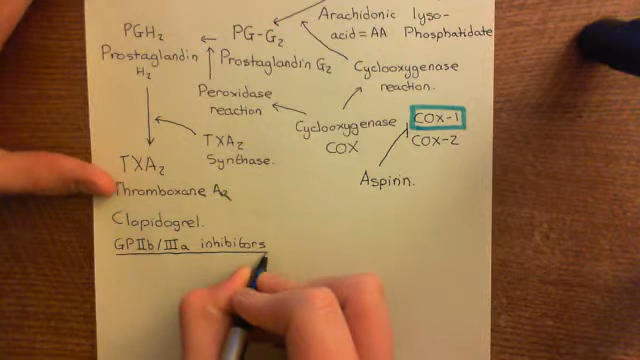 Arachidonic lyso-
acid = AA Phosphatidate
PGH2
PG-G2
Prostaglandin
H2
Prostaglandin G2
Cyclooxygenase
reaction.
Peroxidase
reaction
Cyclooxygenase
COX
COX-1
COX-2
TXA2
Synthase.
TXA2
Thromboxane A2
Aspirin.
Clopidogrel.
GPIIb/IIIa inhibitors